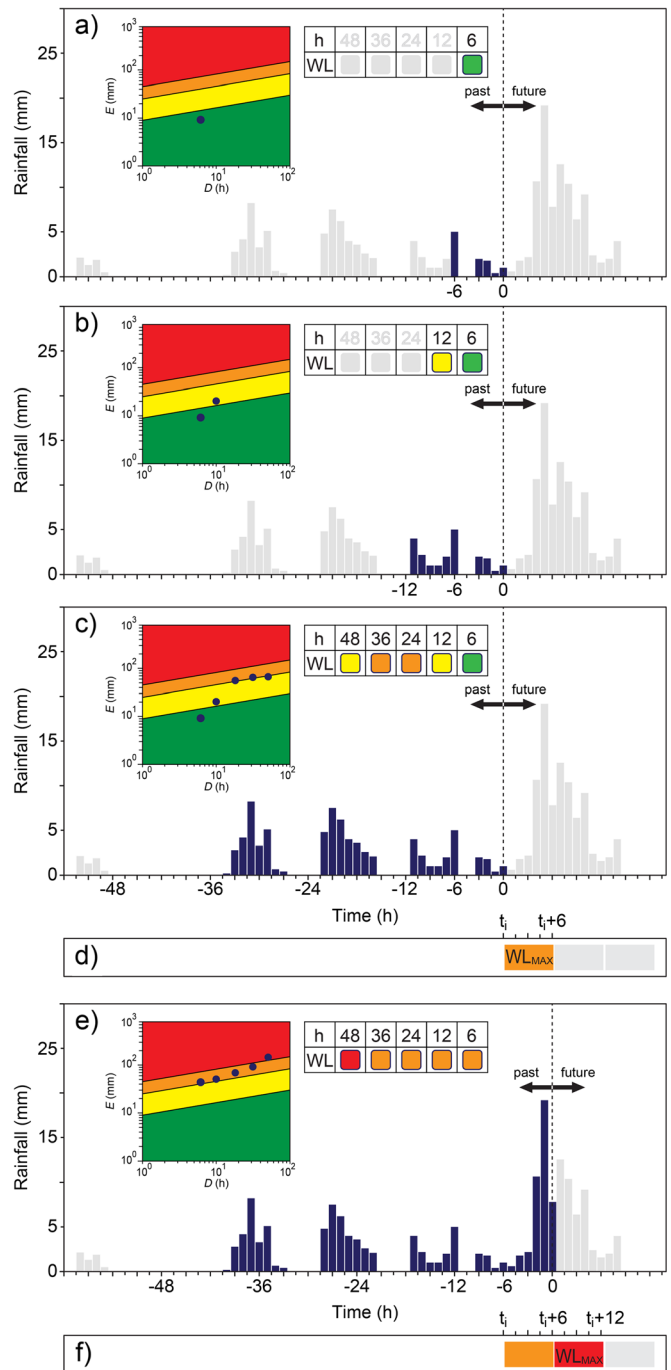 a)
h 48 36 24 12 6
WL
past future
E (mm)
10³
10²
10¹
10⁰
10⁰ 10¹ 10²
D (h)
Rainfall (mm)
25
15
5
0
-6 0
b)
h 48 36 24 12 6
WL
past future
E (mm)
10³
10²
10¹
10⁰
10⁰ 10¹ 10²
D (h)
Rainfall (mm)
25
15
5
0
-12 -6 0
c)
h 48 36 24 12 6
WL
past future
E (mm)
10³
10²
10¹
10⁰
10⁰ 10¹ 10²
D (h)
Rainfall (mm)
25
15
5
0
-48 -36 -24 -12 -6 0
Time (h)
tᵢ tᵢ+6
d) WLMAX
e)
h 48 36 24 12 6
WL
past future
E (mm)
10³
10²
10¹
10⁰
10⁰ 10¹ 10²
D (h)
Rainfall (mm)
25
15
5
0
-48 -36 -24 -12 -6 0
Time (h)
tᵢ tᵢ+6 tᵢ+12
f) WLMAX